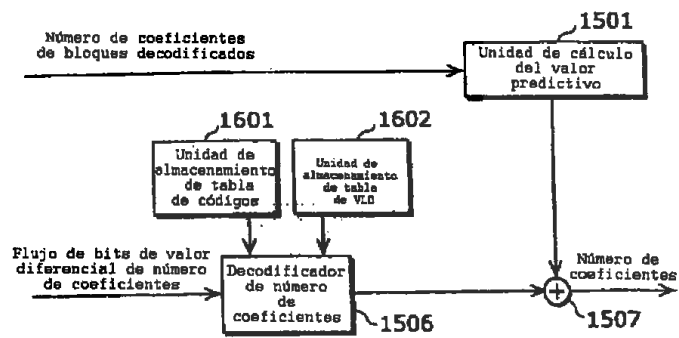 1501
Número de coeficientes
de bloques decodificados
Unidad de cálculo
del valor
predictivo
1601
1602
Unidad de
almacenamiento
de tabla
de códigos
Unidad de
almacenamiento
de tabla
de VLC
Flujo de bits de valor
diferencial de número
de coeficientes
Decodificador
de número
de
coeficientes
Número de
coeficientes
1506
1507